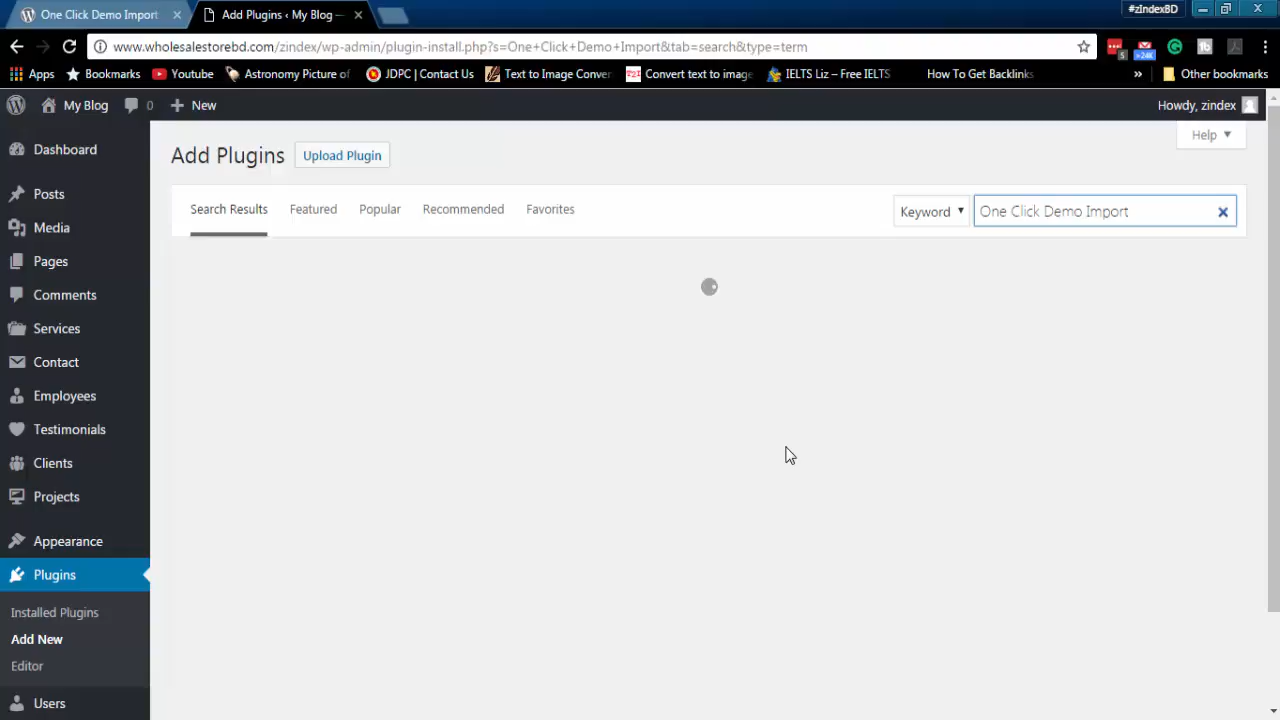 One Click Demo Import
Add Plugins ‹ My Blog —
#zIndexBD
www.wholesalestorebd.com/zindex/wp-admin/plugin-install.php?s=One+Click+Demo+Import&tab=search&type=term
Apps Bookmarks Youtube Astronomy Picture of JDPC | Contact Us Text to Image Conver Convert text to image IELTS Liz – Free IELTS How To Get Backlinks » Other bookmarks
My Blog 0 New Howdy, zindex
Help
Add Plugins Upload Plugin
Search Results Featured Popular Recommended Favorites Keyword One Click Demo Import
Dashboard
Posts
Media
Pages
Comments
Services
Contact
Employees
Testimonials
Clients
Projects
Appearance
Plugins
Installed Plugins
Add New
Editor
Users